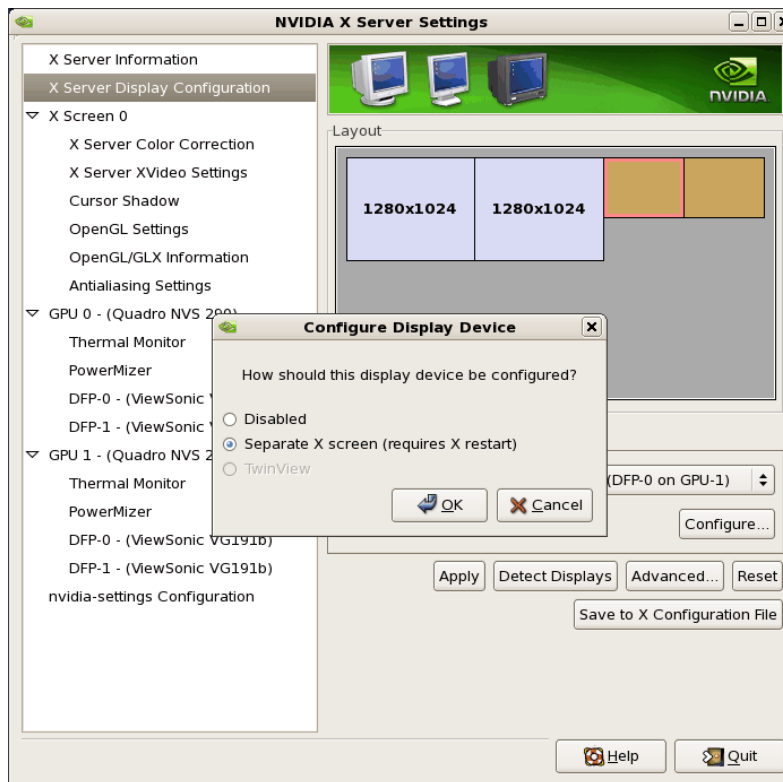 NVIDIA X Server Settings
X Server Information
X Server Display Configuration
X Screen 0
X Server Color Correction
X Server XVideo Settings
Cursor Shadow
OpenGL Settings
OpenGL/GLX Information
Antialiasing Settings
GPU 0 - (Quadro NVS 290)
Thermal Monitor
PowerMizer
DFP-0 - (ViewSonic
DFP-1 - (ViewSonic
GPU 1 - (Quadro NVS 2
Thermal Monitor
PowerMizer
DFP-0 - (ViewSonic VG191b)
DFP-1 - (ViewSonic VG191b)
nvidia-settings Configuration
NVIDIA
Layout
1280x1024
1280x1024
Configure Display Device
How should this display device be configured?
Disabled
Separate X screen (requires X restart)
TwinView
OK
Cancel
(DFP-0 on GPU-1)
Configure...
Apply
Detect Displays
Advanced...
Reset
Save to X Configuration File
Help
Quit